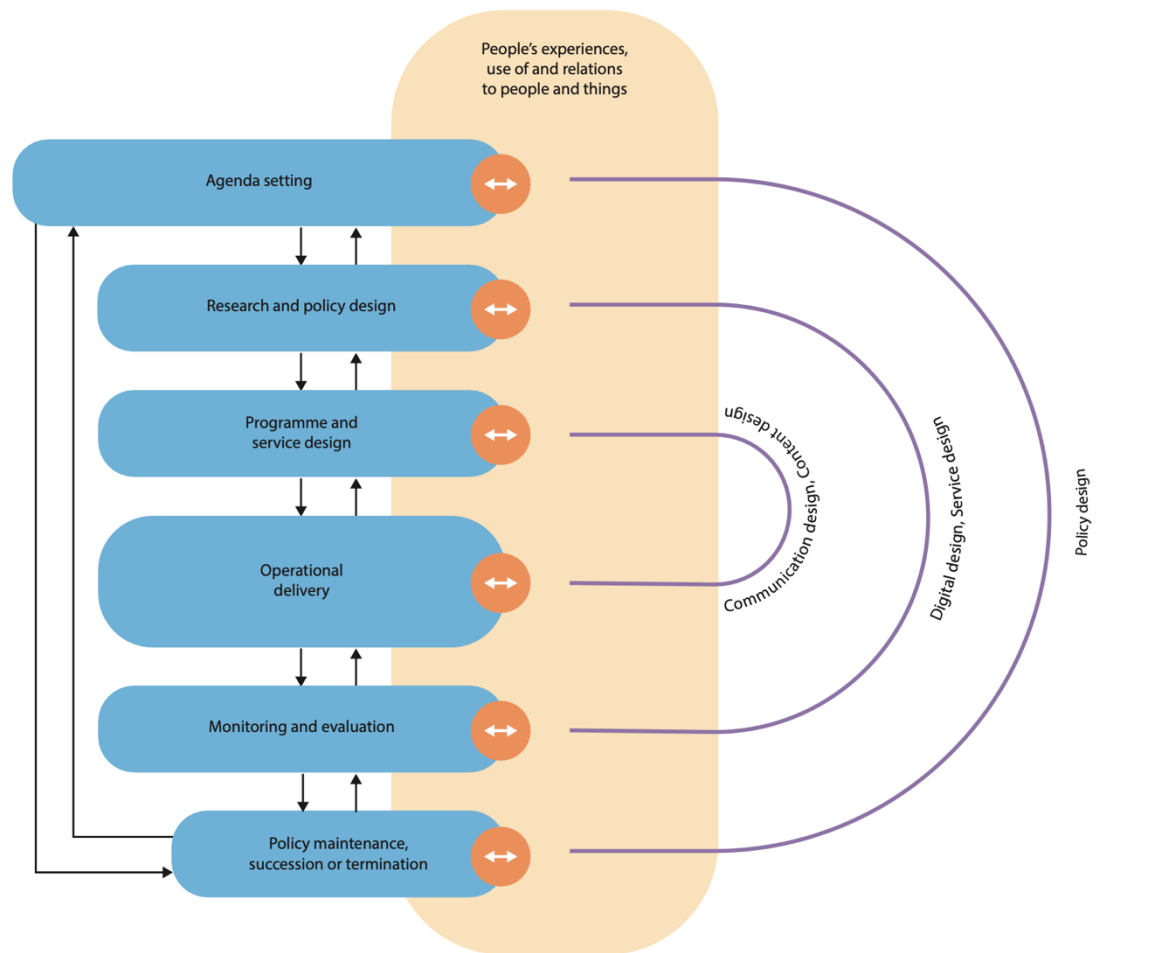 People’s experiences,
use of and relations
to people and things
Agenda setting
Research and policy design
Programme and
service design
Operational
delivery
Monitoring and evaluation
Policy maintenance,
succession or termination
Communication design, Content design
Digital design, Service design
Policy design